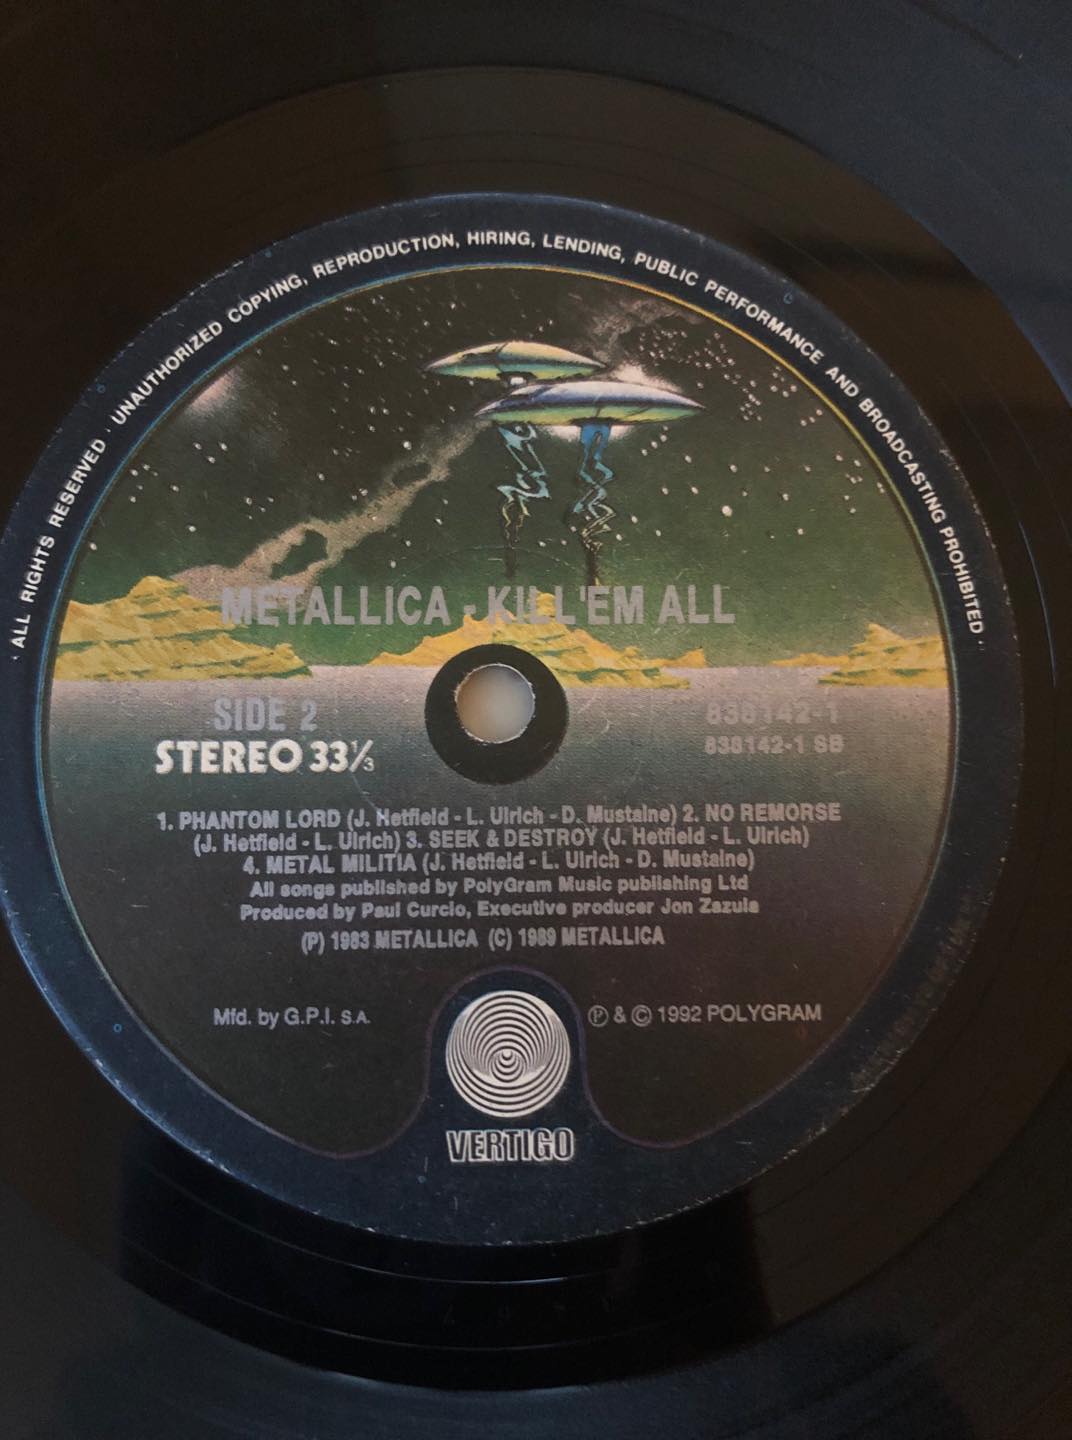 · ALL RIGHTS RESERVED · UNAUTHORIZED COPYING, REPRODUCTION, HIRING, LENDING, PUBLIC PERFORMANCE AND BROADCASTING PROHIBITED ·
METALLICA - KILL'EM ALL
SIDE 2
838142-1
STEREO 33⅓
838142-1 SB
1. PHANTOM LORD (J. Hetfield - L. Ulrich - D. Mustaine) 2. NO REMORSE
(J. Hetfield - L. Ulrich) 3. SEEK & DESTROY (J. Hetfield - L. Ulrich)
4. METAL MILITIA (J. Hetfield - L. Ulrich - D. Mustaine)
All songs published by PolyGram Music publishing Ltd
Produced by Paul Curcio, Executive producer Jon Zazula
(P) 1983 METALLICA (C) 1989 METALLICA
Mfd. by G.P.I. S.A.
℗ & © 1992 POLYGRAM
VERTIGO